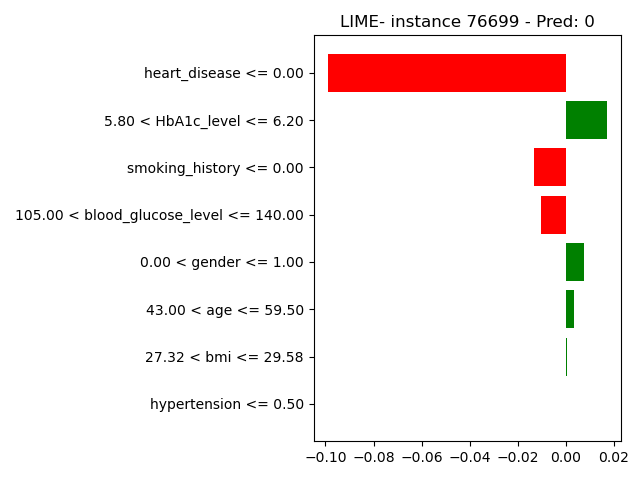 LIME- instance 76699 - Pred: 0
heart_disease <= 0.00
5.80 < HbA1c_level <= 6.20
smoking_history <= 0.00
105.00 < blood_glucose_level <= 140.00
0.00 < gender <= 1.00
43.00 < age <= 59.50
27.32 < bmi <= 29.58
hypertension <= 0.50
−0.10 −0.08 −0.06 −0.04 −0.02 0.00 0.02